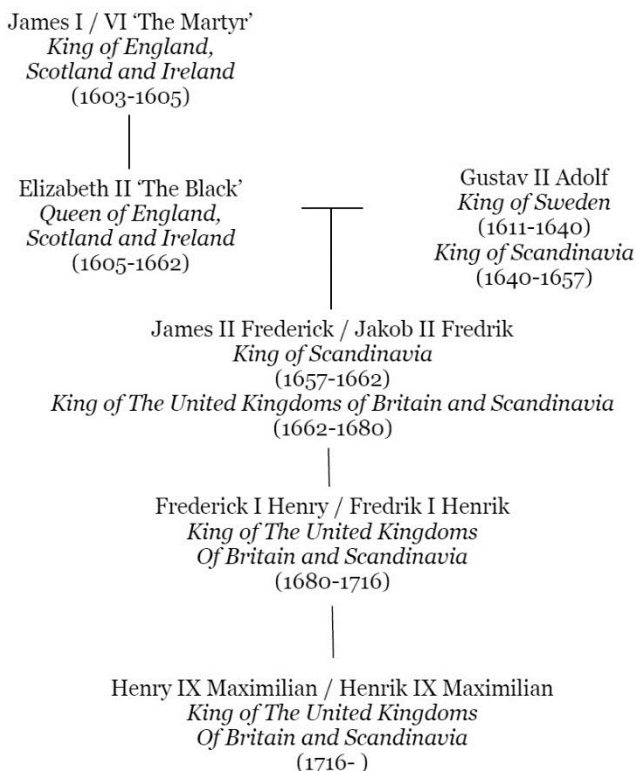 James I / VI ‘The Martyr’
King of England,
Scotland and Ireland
(1603-1605)
Elizabeth II ‘The Black’
Queen of England,
Scotland and Ireland
(1605-1662)
Gustav II Adolf
King of Sweden
(1611-1640)
King of Scandinavia
(1640-1657)
James II Frederick / Jakob II Fredrik
King of Scandinavia
(1657-1662)
King of The United Kingdoms of Britain and Scandinavia
(1662-1680)
Frederick I Henry / Fredrik I Henrik
King of The United Kingdoms
Of Britain and Scandinavia
(1680-1716)
Henry IX Maximilian / Henrik IX Maximilian
King of The United Kingdoms
Of Britain and Scandinavia
(1716- )